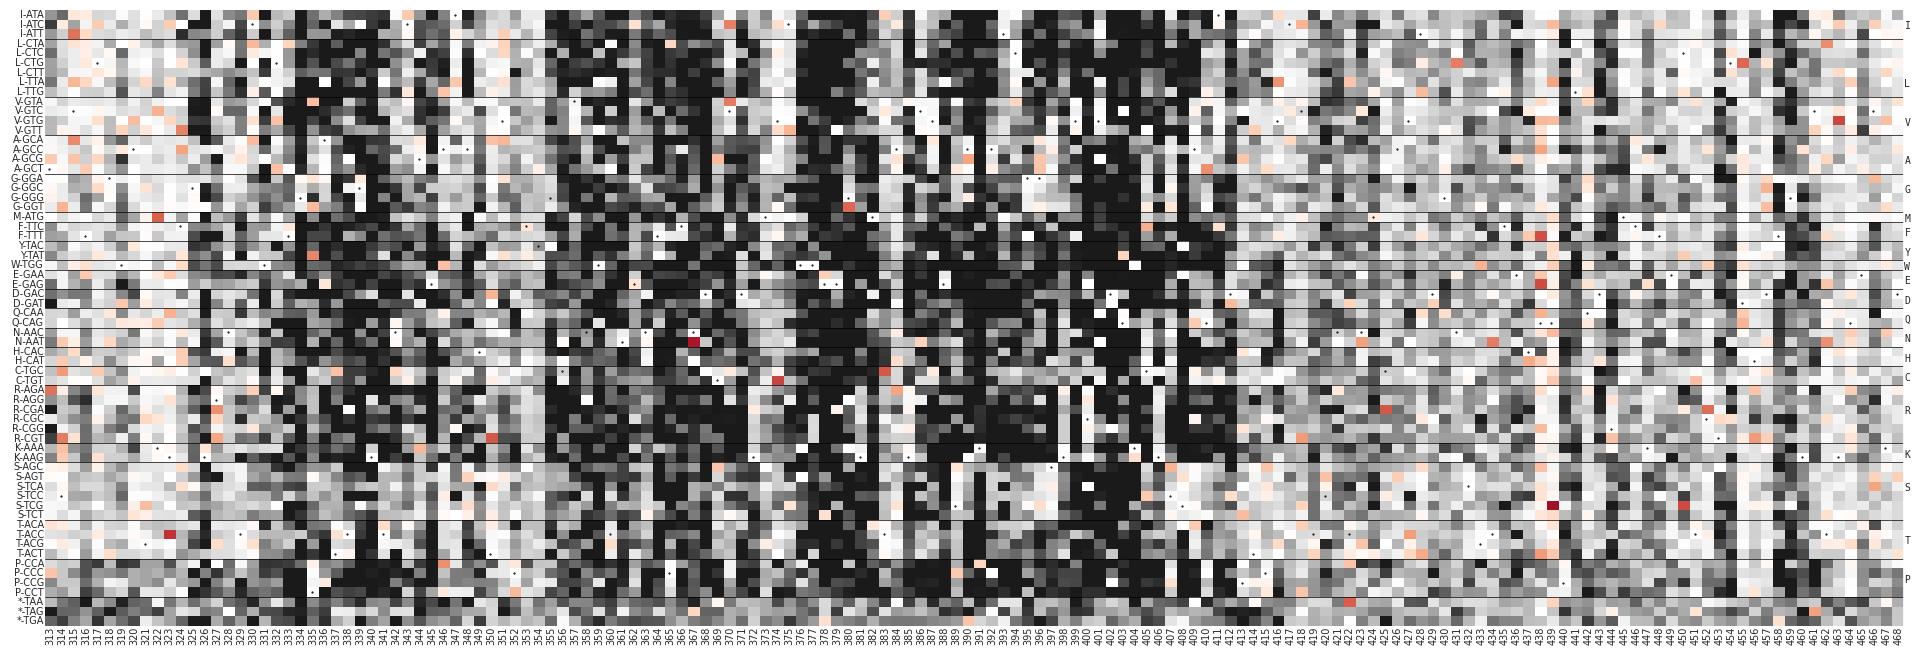 I-ATA
I-ATC
I-ATT
L-CTA
L-CTC
L-CTG
L-CTT
L-TTA
L-TTG
V-GTA
V-GTC
V-GTG
V-GTT
A-GCA
A-GCC
A-GCG
A-GCT
G-GGA
G-GGC
G-GGG
G-GGT
M-ATG
F-TTC
F-TTT
Y-TAC
Y-TAT
W-TGG
E-GAA
E-GAG
D-GAC
D-GAT
Q-CAA
Q-CAG
N-AAC
N-AAT
H-CAC
H-CAT
C-TGC
C-TGT
R-AGA
R-AGG
R-CGA
R-CGC
R-CGG
R-CGT
K-AAA
K-AAG
S-AGC
S-AGT
S-TCA
S-TCC
S-TCG
S-TCT
T-ACA
T-ACC
T-ACG
T-ACT
P-CCA
P-CCC
P-CCG
P-CCT
*-TAA
*-TAG
*-TGA
I
L
V
A
G
M
F
Y
W
E
D
Q
N
H
C
R
K
S
T
P
313 314 315 316 317 318 319 320 321 322 323 324 325 326 327 328 329 330 331 332 333 334 335 336 337 338 339 340 341 342 343 344 345 346 347 348 349 350 351 352 353 354 355 356 357 358 359 360 361 362 363 364 365 366 367 368 369 370 371 372 373 374 375 376 377 378 379 380 381 382 383 384 385 386 387 388 389 390 391 392 393 394 395 396 397 398 399 400 401 402 403 404 405 406 407 408 409 410 411 412 413 414 415 416 417 418 419 420 421 422 423 424 425 426 427 428 429 430 431 432 433 434 435 436 437 438 439 440 441 442 443 444 445 446 447 448 449 450 451 452 453 454 455 456 457 458 459 460 461 462 463 464 465 466 467 468